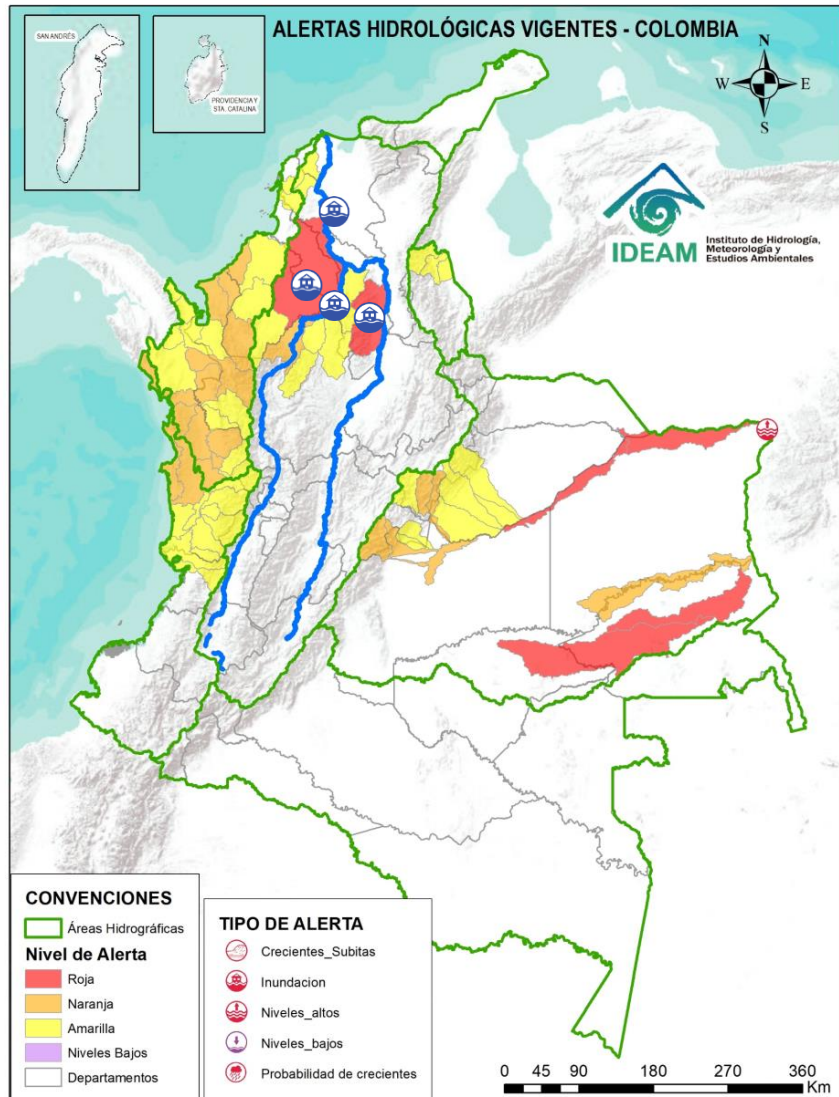 ALERTAS HIDROLÓGICAS VIGENTES - COLOMBIA
SAN ANDRÉS
PROVIDENCIA Y
STA. CATALINA
N
W
E
S
IDEAM
Instituto de Hidrología,
Meteorología y
Estudios Ambientales
CONVENCIONES
Áreas Hidrográficas
Nivel de Alerta
Roja
Naranja
Amarilla
Niveles Bajos
Departamentos
TIPO DE ALERTA
Crecientes_Subitas
Inundacion
Niveles_altos
Niveles_bajos
Probabilidad de crecientes
0 45 90 180 270 360
Km